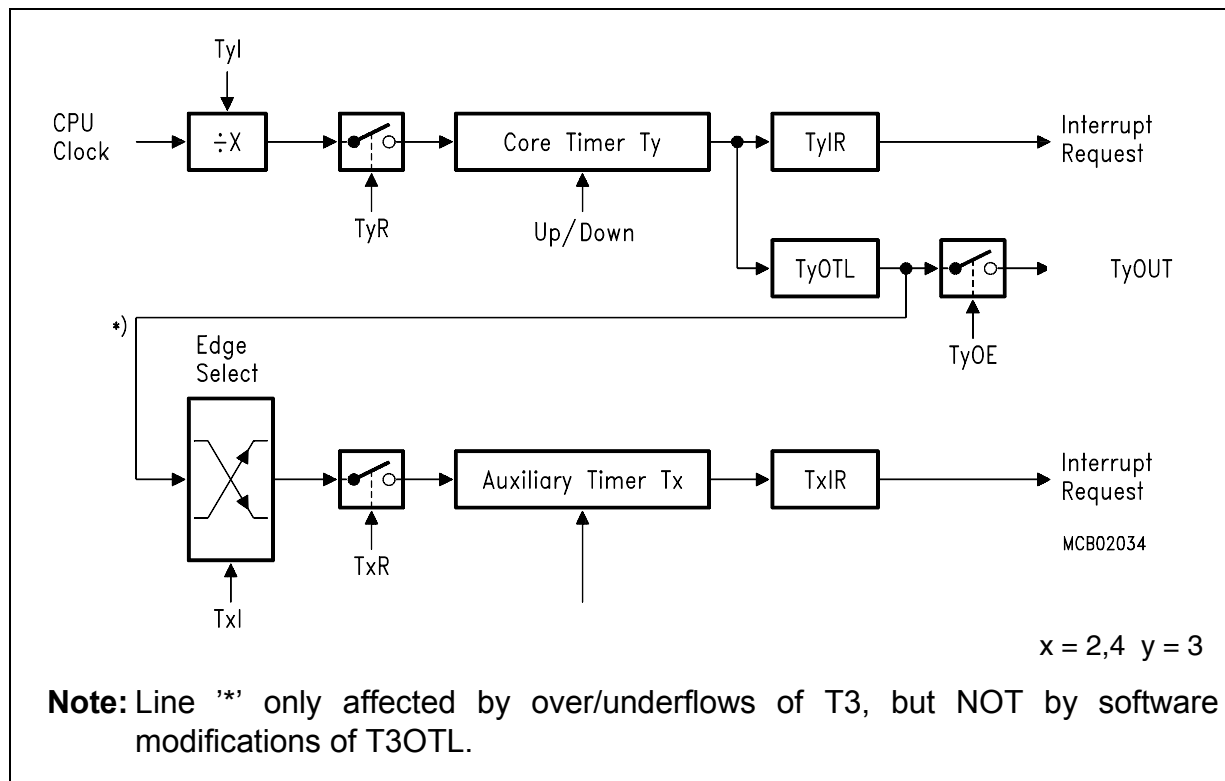 TyI
CPU
Clock
÷X
TyR
Core Timer Ty
Up/Down
TyIR
Interrupt
Request
TyOTL
TyOUT
TyOE
*)
Edge
Select
TxI
TxR
Auxiliary Timer Tx
TxIR
Interrupt
Request
MCB02034
x = 2,4 y = 3
Note: Line ’*’ only affected by over/underflows of T3, but NOT by software
modifications of T3OTL.